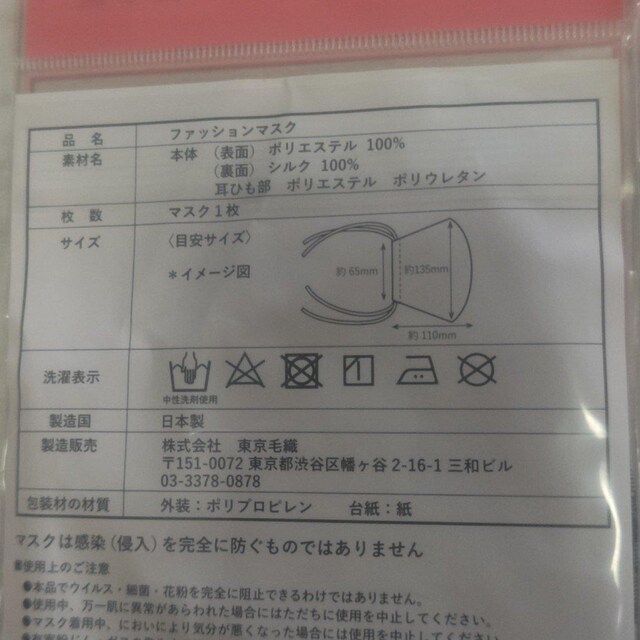 品 名 ファッションマスク
素材名 本体 （表面） ポリエステル 100%
（裏面） シルク 100%
耳ひも部 ポリエステル ポリウレタン
枚 数 マスク1枚
サイズ （目安サイズ）
＊イメージ図
約 65mm
約135mm
約 110mm
洗濯表示
中性洗剤使用
製造国 日本製
製造販売 株式会社 東京毛織
〒151-0072 東京都渋谷区幡ヶ谷 2-16-1 三和ビル
03-3378-0878
包装材の材質 外装：ポリプロピレン 台紙：紙
マスクは感染（侵入）を完全に防ぐものではありません
■使用上のご注意
●本品でウイルス・細菌・花粉を完全に阻止できるわけではありません。
●使用中、万一肌に異常があらわれた場合にはただちに使用を中止してください。
●マスク着用中、においにより気分が悪くなった場合には使用を中止してください。